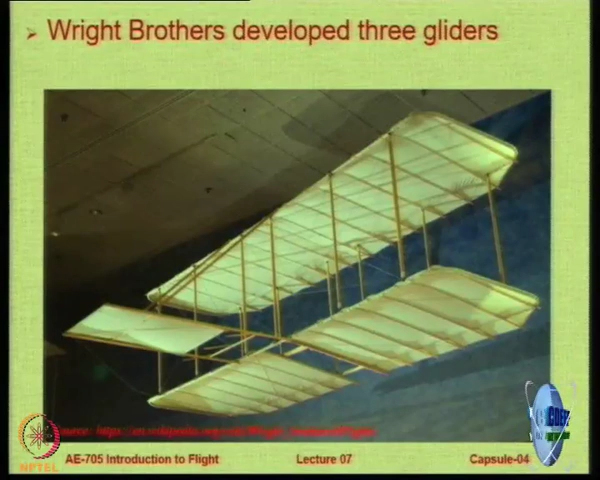 Wright Brothers developed three gliders
AE-705 Introduction to Flight Lecture 07 Capsule-04
NPTEL